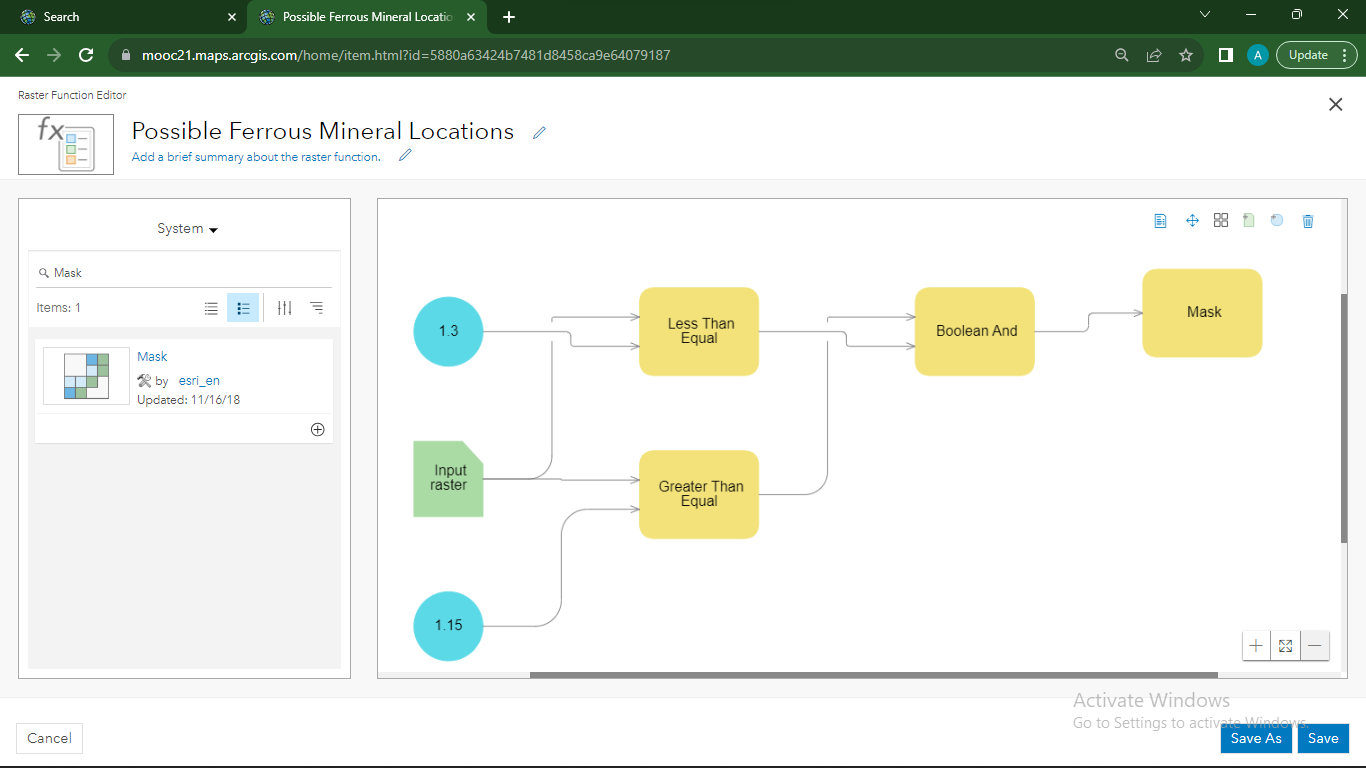 Search
Possible Ferrous Mineral Locatio
mooc21.maps.arcgis.com/home/item.html?id=5880a63424b7481d8458ca9e64079187
A
Update
Raster Function Editor
fx
Possible Ferrous Mineral Locations
Add a brief summary about the raster function.
System
Mask
Items: 1
Mask
by esri_en
Updated: 11/16/18
1.3
Less Than
Equal
Boolean And
Mask
Input
raster
Greater Than
Equal
1.15
Activate Windows
Go to Settings to activate Windows.
Cancel
Save As
Save